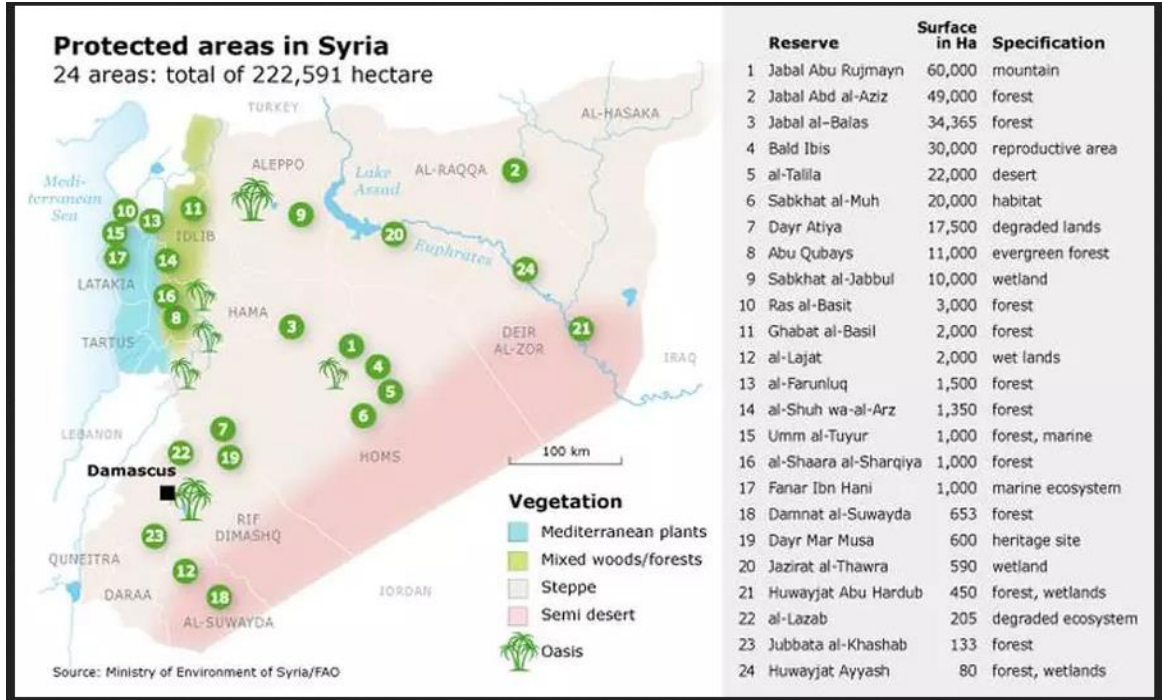 Protected areas in Syria
24 areas: total of 222,591 hectare
TURKEY
AL-HASAKA
ALEPPO
AL-RAQQA
2
Lake
Assad
Medi-
terranean
Sea
10
13
11
9
15
IDLIB
20
Euphrates
17
14
24
LATAKIA
16
8
HAMA
3
21
DEIR
AL-ZOR
TARTUS
1
IRAQ
4
5
6
7
LEBANON
22
19
HOMS
100 km
Damascus
RIF
DIMASHQ
23
QUNEITRA
12
DARAA
18
JORDAN
AL-SUWAYDA
Vegetation
Mediterranean plants
Mixed woods/forests
Steppe
Semi desert
Oasis
Source: Ministry of Environment of Syria/FAO
Reserve Surface in Ha Specification
1 Jabal Abu Rujmayn 60,000 mountain
2 Jabal Abd al-Aziz 49,000 forest
3 Jabal al-Balas 34,365 forest
4 Bald Ibis 30,000 reproductive area
5 al-Talila 22,000 desert
6 Sabkhat al-Muh 20,000 habitat
7 Dayr Atiya 17,500 degraded lands
8 Abu Qubays 11,000 evergreen forest
9 Sabkhat al-Jabbul 10,000 wetland
10 Ras al-Basit 3,000 forest
11 Ghabat al-Basil 2,000 forest
12 al-Lajat 2,000 wet lands
13 al-Farunluq 1,500 forest
14 al-Shuh wa-al-Arz 1,350 forest
15 Umm al-Tuyur 1,000 forest, marine
16 al-Shaara al-Sharqiya 1,000 forest
17 Fanar Ibn Hani 1,000 marine ecosystem
18 Damnat al-Suwayda 653 forest
19 Dayr Mar Musa 600 heritage site
20 Jazirat al-Thawra 590 wetland
21 Huwayjat Abu Hardub 450 forest, wetlands
22 al-Lazab 205 degraded ecosystem
23 Jubbata al-Khashab 133 forest
24 Huwayjat Ayyash 80 forest, wetlands